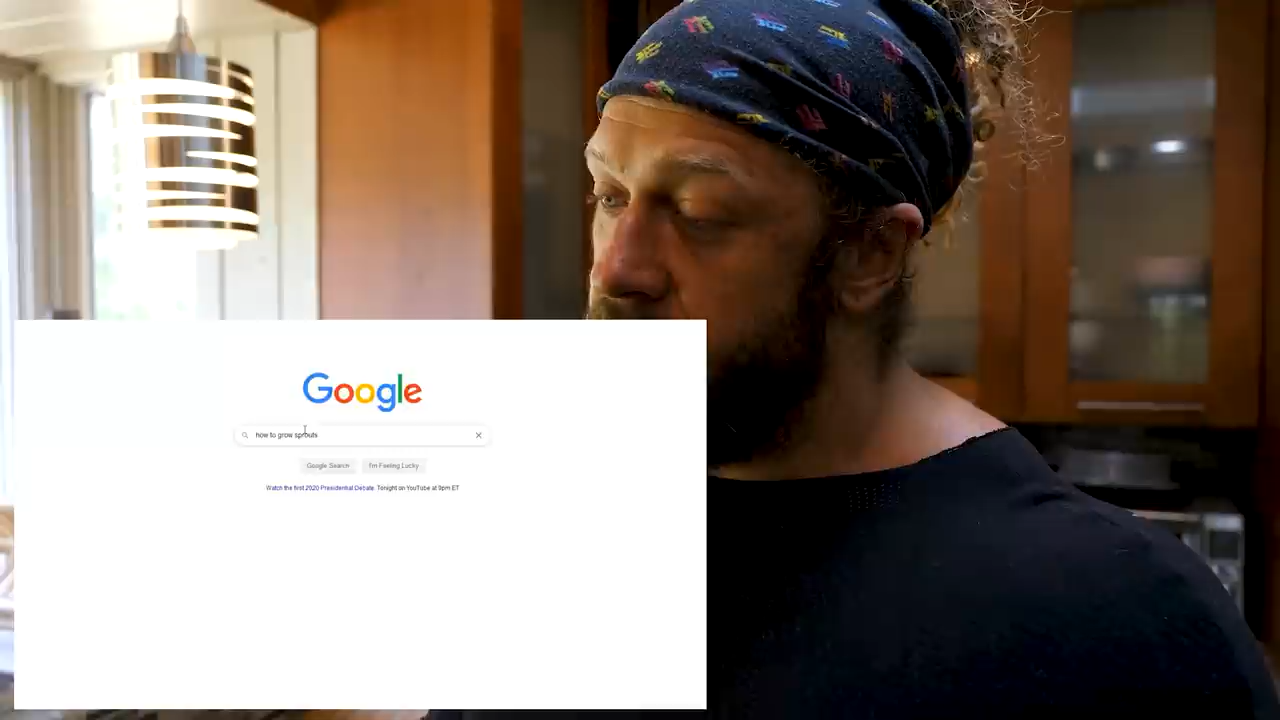 Google
how to grow sprouts
Google Search I'm Feeling Lucky
Watch the first 2020 Presidential Debate. Tonight on YouTube at 9pm ET